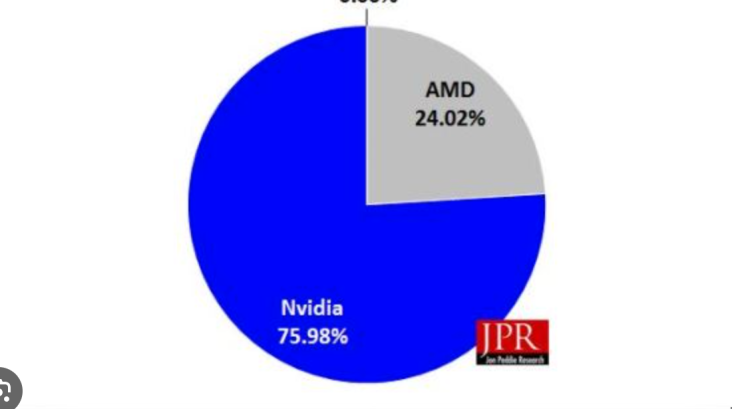 AMD
24.02%
Nvidia
75.98%
JPR
Jon Peddie Research